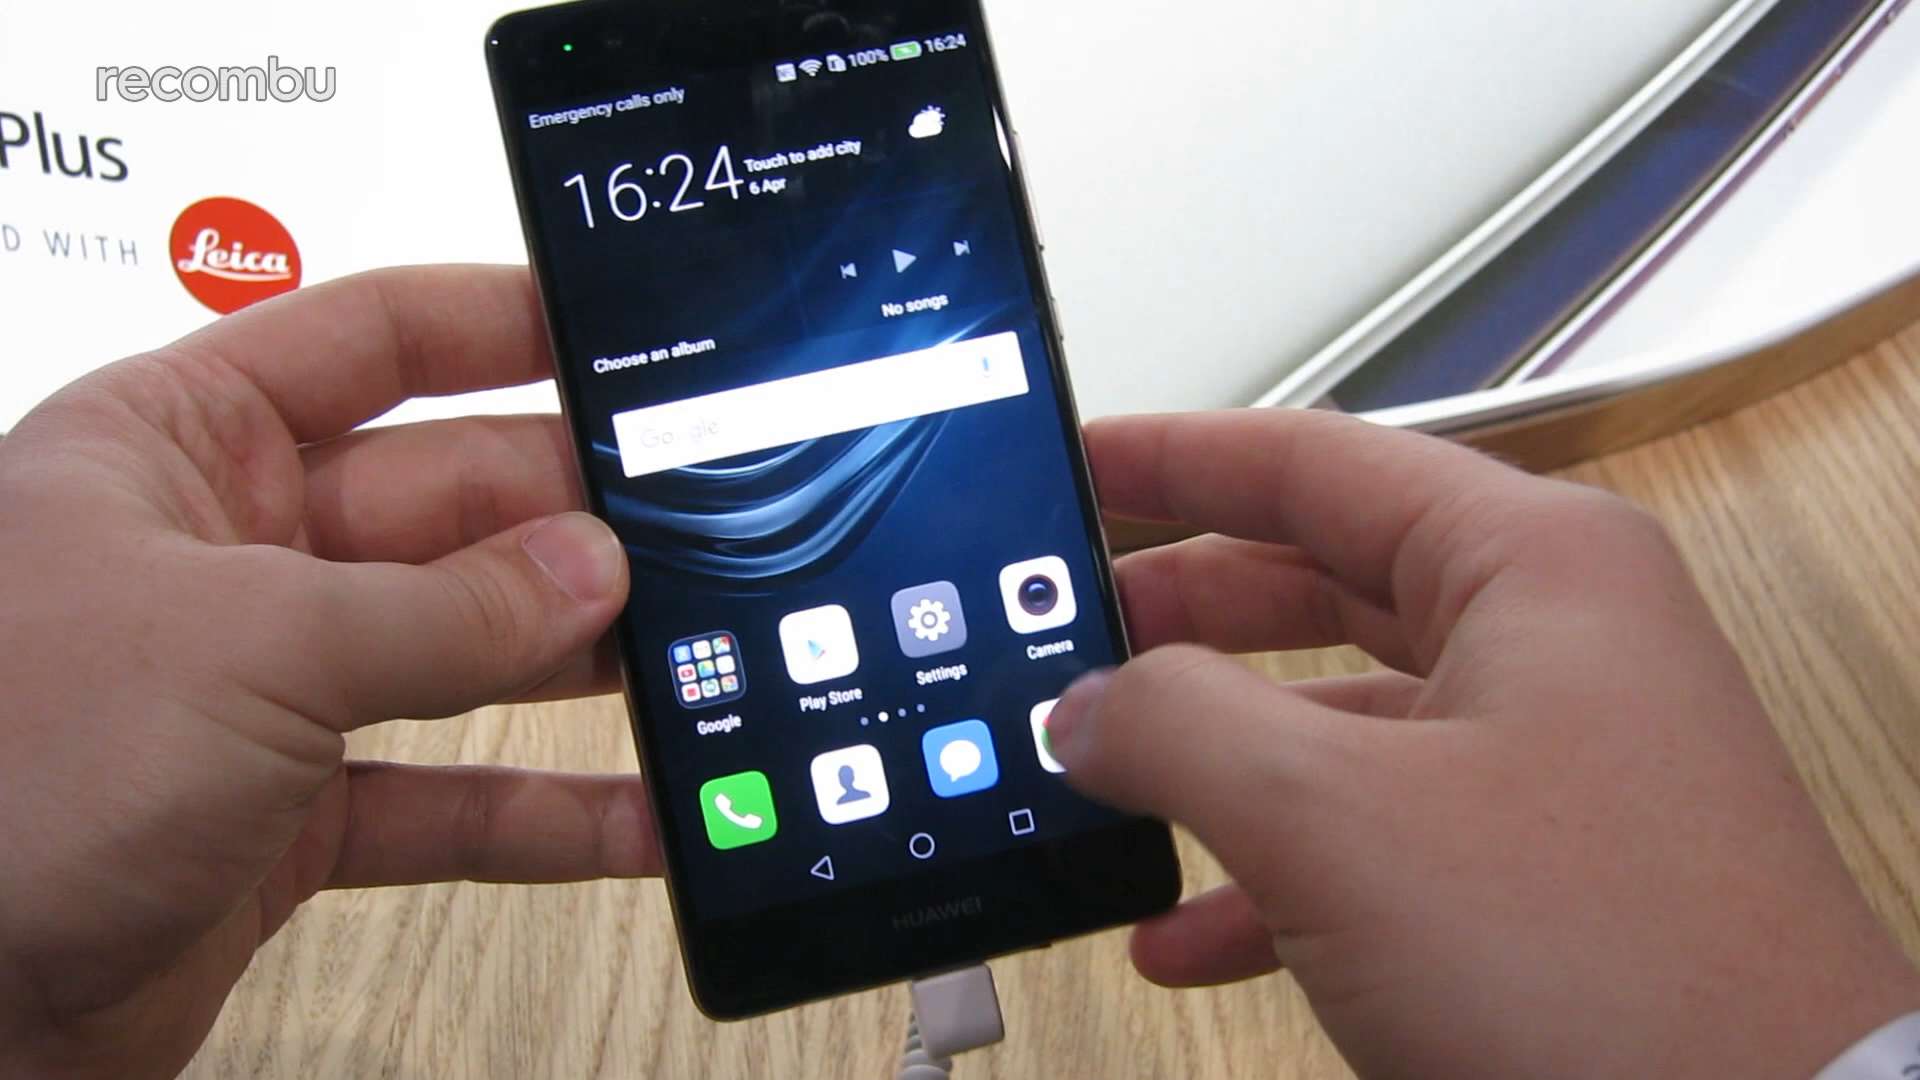 recombu
Plus
D WITH
Leica
100% 16:24
Emergency calls only
16:24
Touch to add city
6 Apr
No songs
Choose an album
Google
Camera
Settings
Play Store
Google
HUAWEI